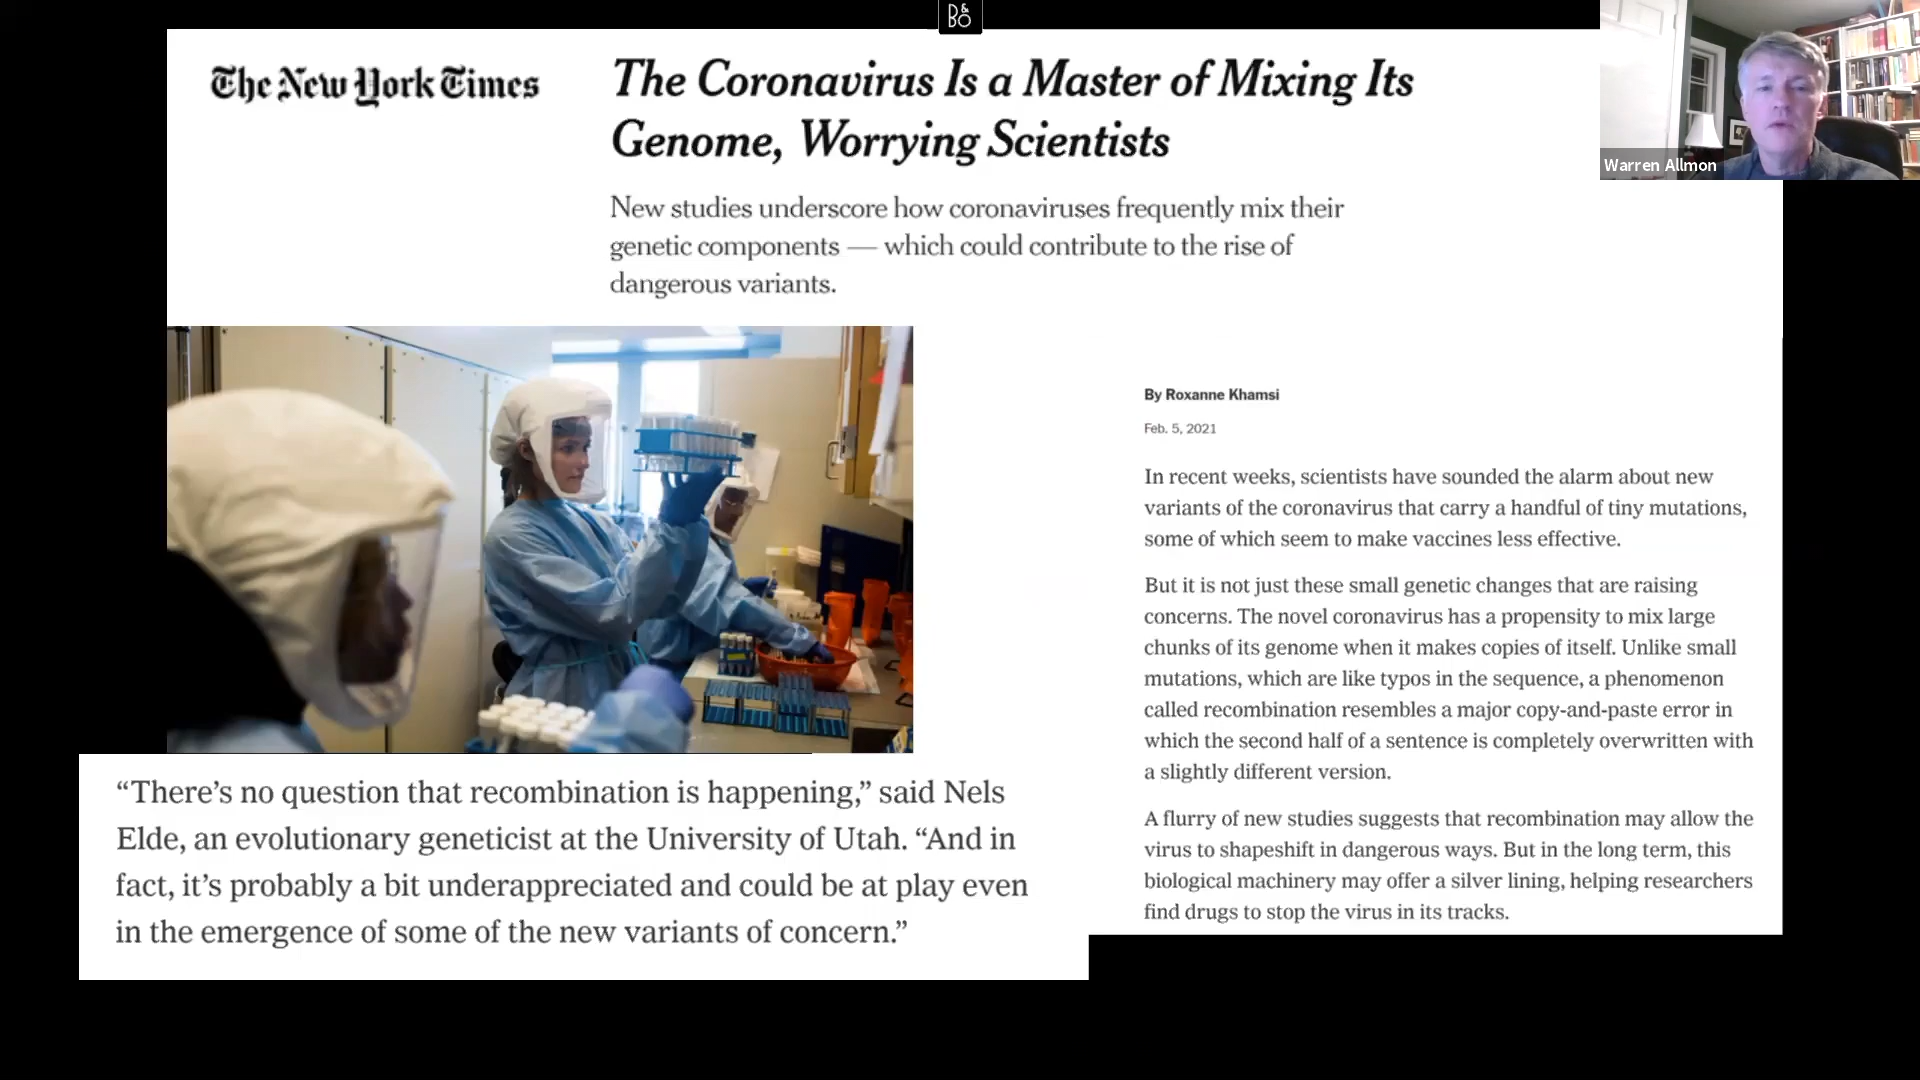 B&O
The New York Times
The Coronavirus Is a Master of Mixing Its
Genome, Worrying Scientists
New studies underscore how coronaviruses frequently mix their
genetic components — which could contribute to the rise of
dangerous variants.
Warren Allmon
By Roxanne Khamsi
Feb. 5, 2021
In recent weeks, scientists have sounded the alarm about new
variants of the coronavirus that carry a handful of tiny mutations,
some of which seem to make vaccines less effective.
But it is not just these small genetic changes that are raising
concerns. The novel coronavirus has a propensity to mix large
chunks of its genome when it makes copies of itself. Unlike small
mutations, which are like typos in the sequence, a phenomenon
called recombination resembles a major copy-and-paste error in
which the second half of a sentence is completely overwritten with
a slightly different version.
A flurry of new studies suggests that recombination may allow the
virus to shapeshift in dangerous ways. But in the long term, this
biological machinery may offer a silver lining, helping researchers
find drugs to stop the virus in its tracks.
“There’s no question that recombination is happening,” said Nels
Elde, an evolutionary geneticist at the University of Utah. “And in
fact, it’s probably a bit underappreciated and could be at play even
in the emergence of some of the new variants of concern.”